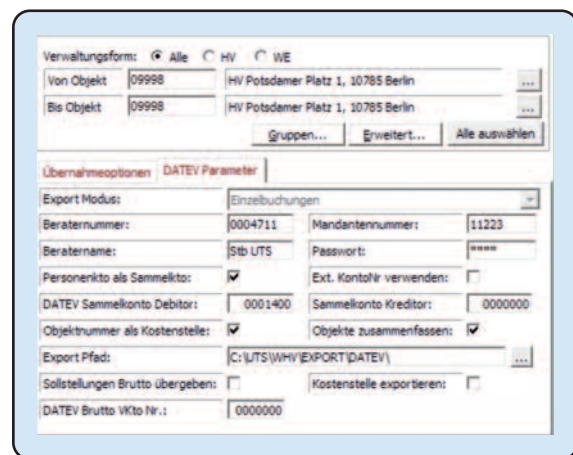 Verwaltungsform: Alle HV WE
Von Objekt 09998 HV Potsdamer Platz 1, 10785 Berlin ...
Bis Objekt 09998 HV Potsdamer Platz 1, 10785 Berlin ...
Gruppen... Erweitert... Alle auswählen
Übernahmeoptionen DATEV Parameter
Export Modus: Einzelbuchungen
Beraternummer: 0004711 Mandantennummer: 11223
Beratername: Stb UTS Passwort: ****
Personenkto als Sammelkto: Ext. KontoNr verwenden:
DATEV Sammelkonto Debitor: 0001400 Sammelkonto Kreditor: 0000000
Objektnummer als Kostenstelle: Objekte zusammenfassen:
Export Pfad: C:\UTS\WHV\EXPORT\DATEV\ ...
Sollstellungen Brutto übergeben: Kostenstelle exportieren:
DATEV Brutto VKto Nr.: 0000000